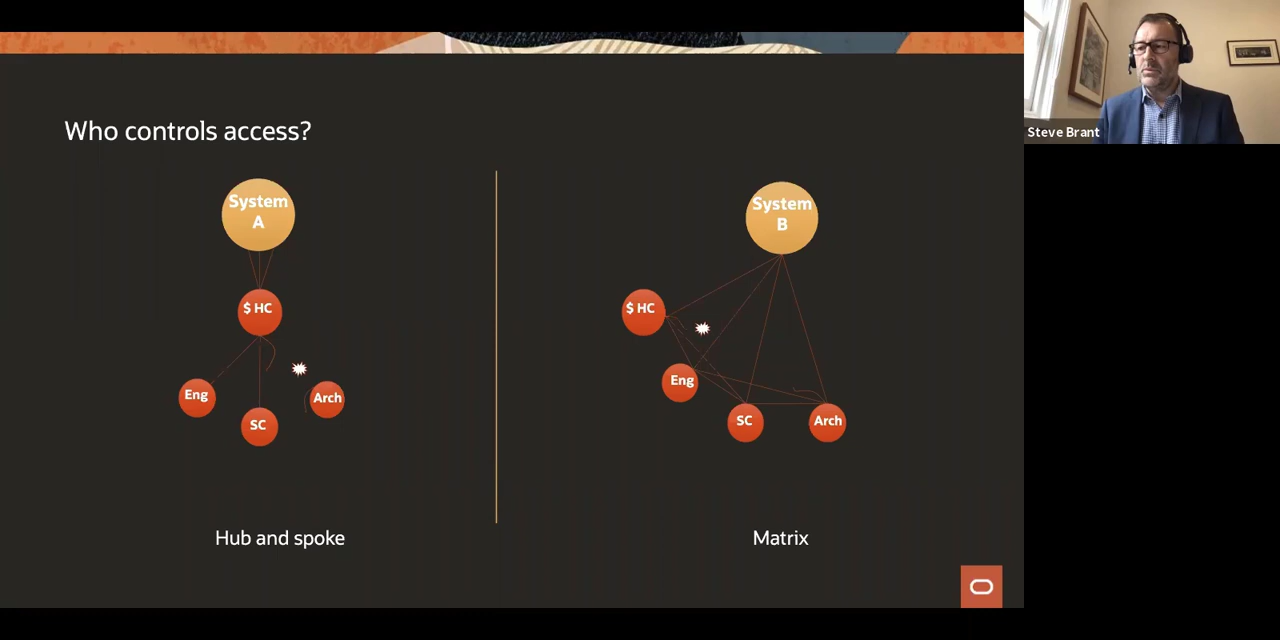 Who controls access?
System
A
$ HC
Eng
SC
Arch
Hub and spoke
System
B
$ HC
Eng
SC
Arch
Matrix
Steve Brant